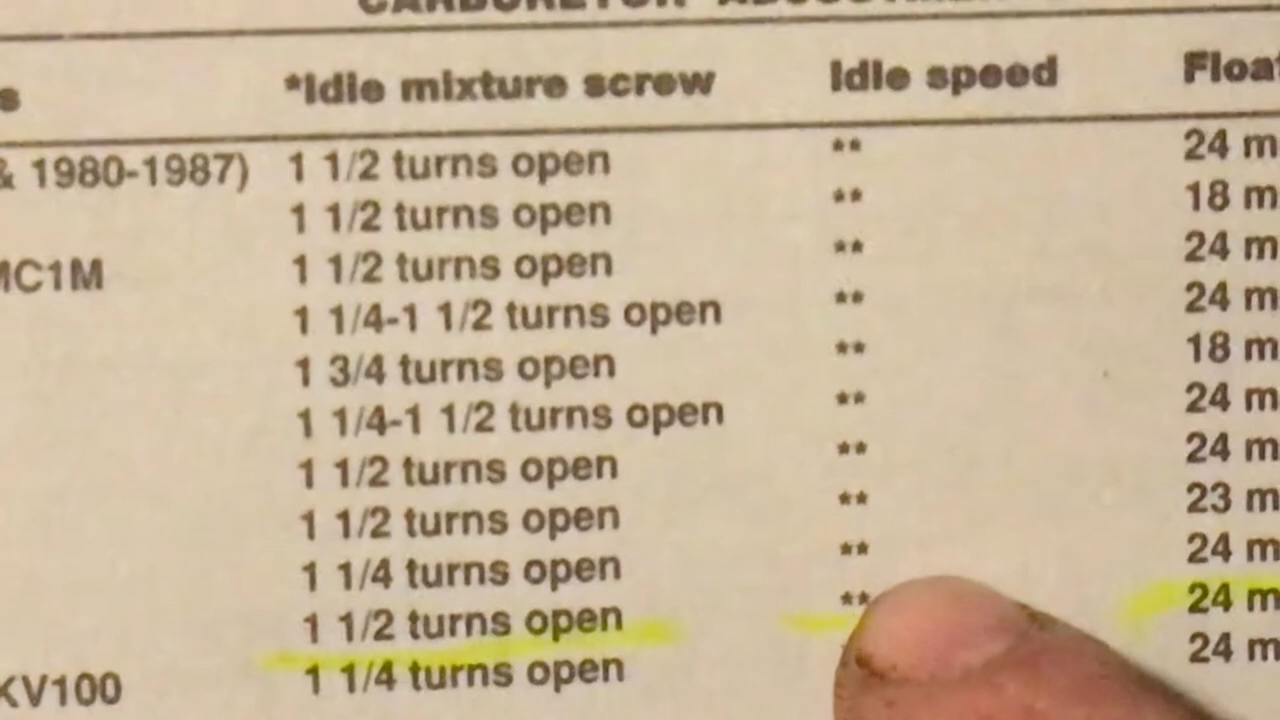 CARBURETOR
s *Idle mixture screw Idle speed Float
& 1980-1987) 1 1/2 turns open ** 24 m
1 1/2 turns open ** 18 m
MC1M 1 1/2 turns open ** 24 m
1 1/4-1 1/2 turns open ** 24 m
1 3/4 turns open ** 18 m
1 1/4-1 1/2 turns open ** 24 m
1 1/2 turns open ** 24 m
1 1/2 turns open ** 23 m
1 1/4 turns open ** 24 m
1 1/2 turns open ** 24 m
KV100 1 1/4 turns open 24 m